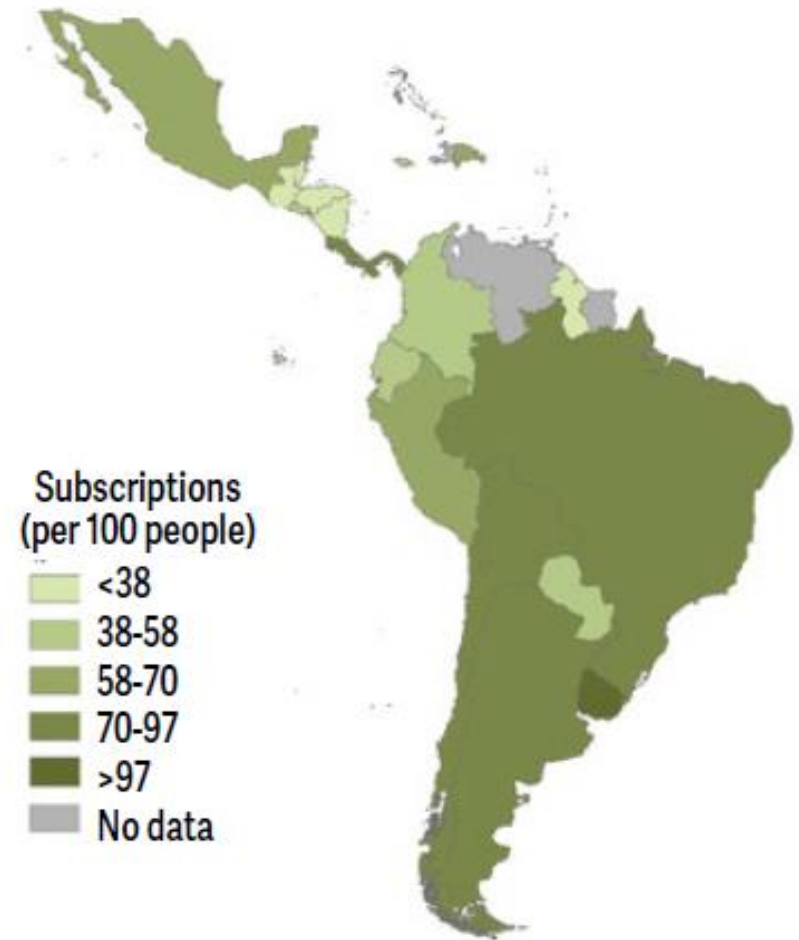 Subscriptions
(per 100 people)
<38
38-58
58-70
70-97
>97
No data